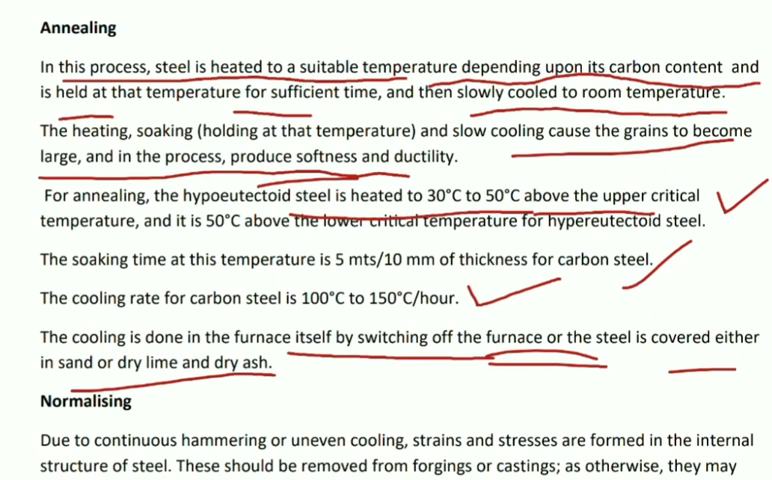 Annealing
In this process, steel is heated to a suitable temperature depending upon its carbon content  and
is held at that temperature for sufficient time, and then slowly cooled to room temperature.
The heating, soaking (holding at that temperature) and slow cooling cause the grains to become
large, and in the process, produce softness and ductility.
For annealing, the hypoeutectoid steel is heated to 30°C to 50°C above the upper critical
temperature, and it is 50°C above the lower critical temperature for hypereutectoid steel.
The soaking time at this temperature is 5 mts/10 mm of thickness for carbon steel.
The cooling rate for carbon steel is 100°C to 150°C/hour.
The cooling is done in the furnace itself by switching off the furnace or the steel is covered either
in sand or dry lime and dry ash.
Normalising
Due to continuous hammering or uneven cooling, strains and stresses are formed in the internal
structure of steel. These should be removed from forgings or castings; as otherwise, they may